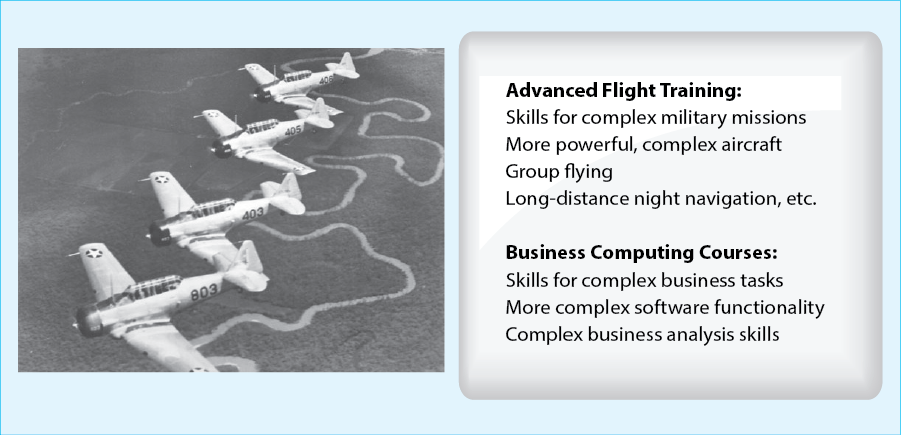 406
405
403
803
Advanced Flight Training:
Skills for complex military missions
More powerful, complex aircraft
Group flying
Long-distance night navigation, etc.
Business Computing Courses:
Skills for complex business tasks
More complex software functionality
Complex business analysis skills